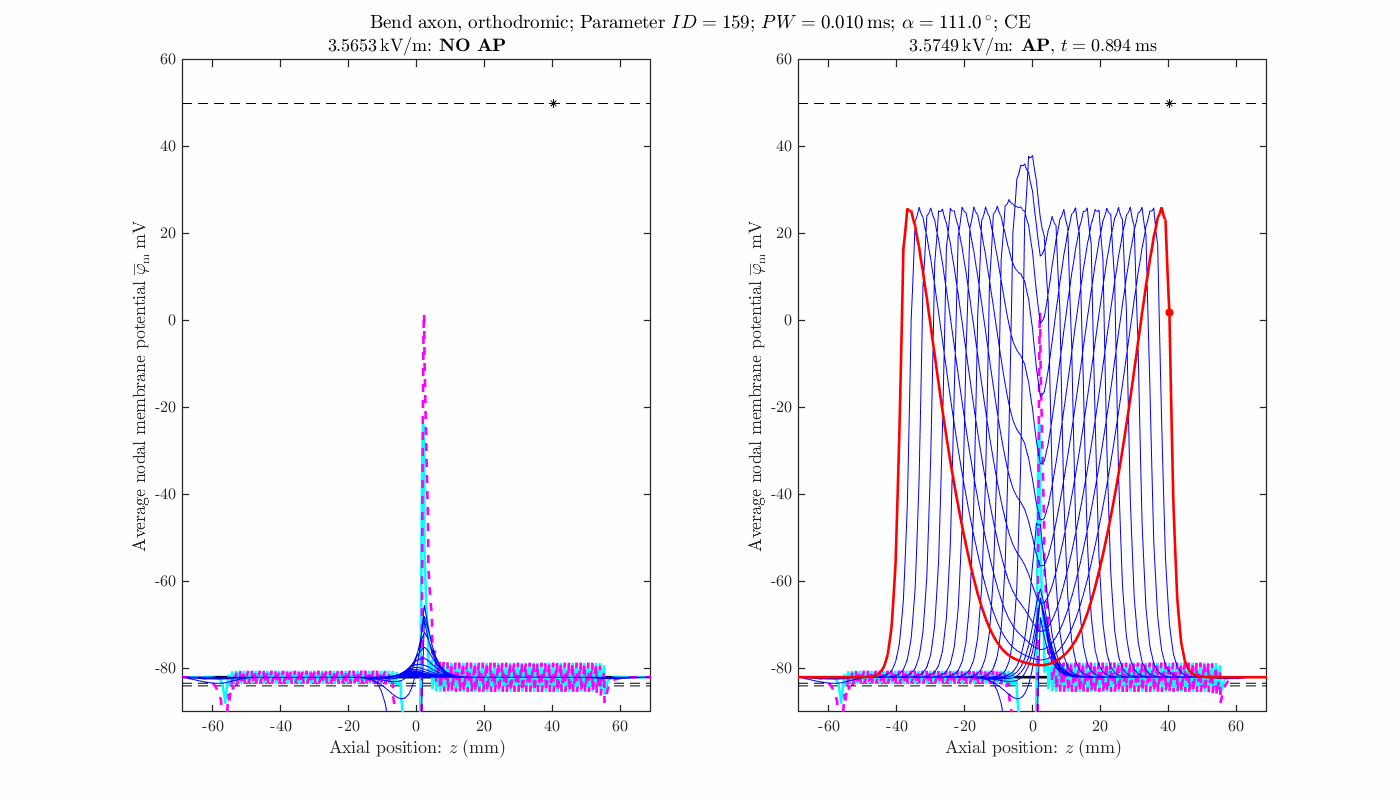 Bend axon, orthodromic; Parameter ID = 159; PW = 0.010 ms; α = 111.0°; CE
3.5653 kV/m: NO AP
60
40
20
0
-20
-40
-60
-80
-60 -40 -20 0 20 40 60
Axial position: z (mm)
Average nodal membrane potential φ̅ₘ mV
3.5749 kV/m: AP, t = 0.894 ms
60
40
20
0
-20
-40
-60
-80
-60 -40 -20 0 20 40 60
Axial position: z (mm)
Average nodal membrane potential φ̅ₘ mV